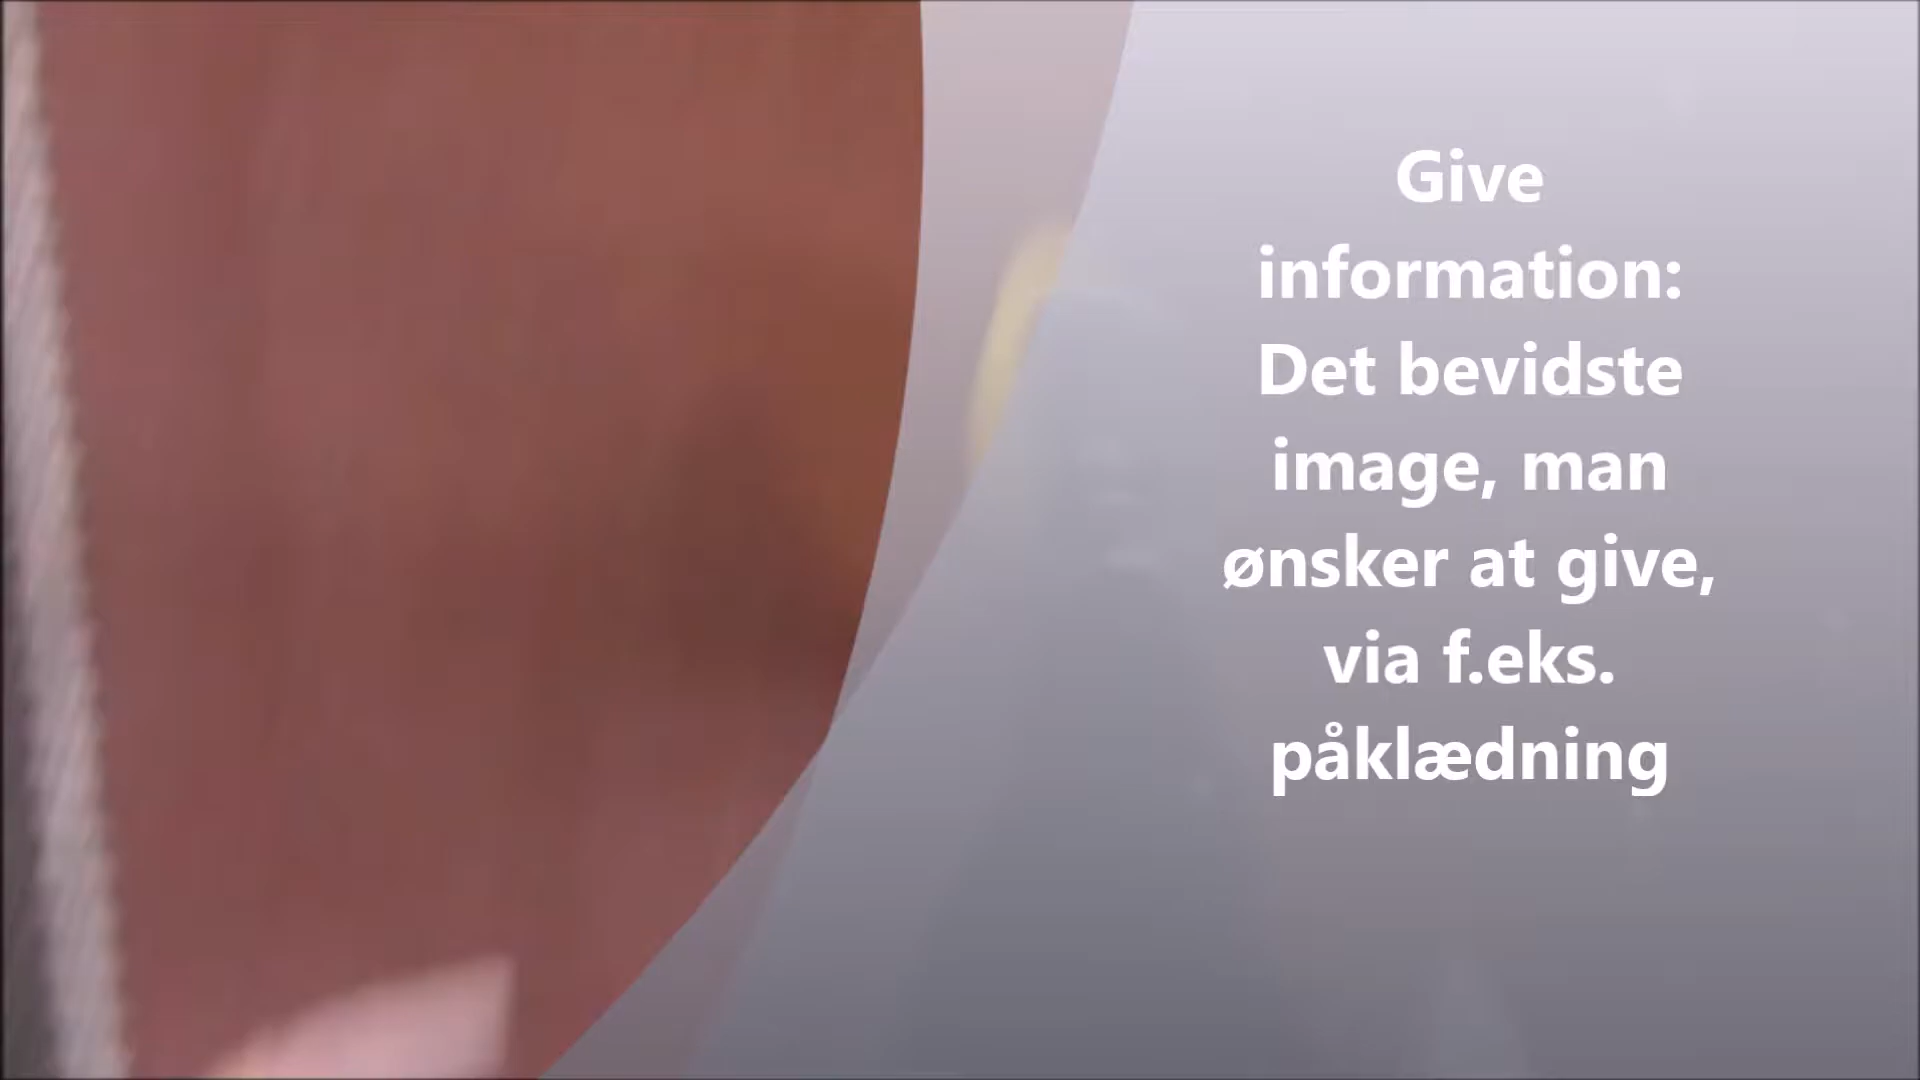 Give
information:
Det bevidste
image, man
ønsker at give,
via f.eks.
påklædning